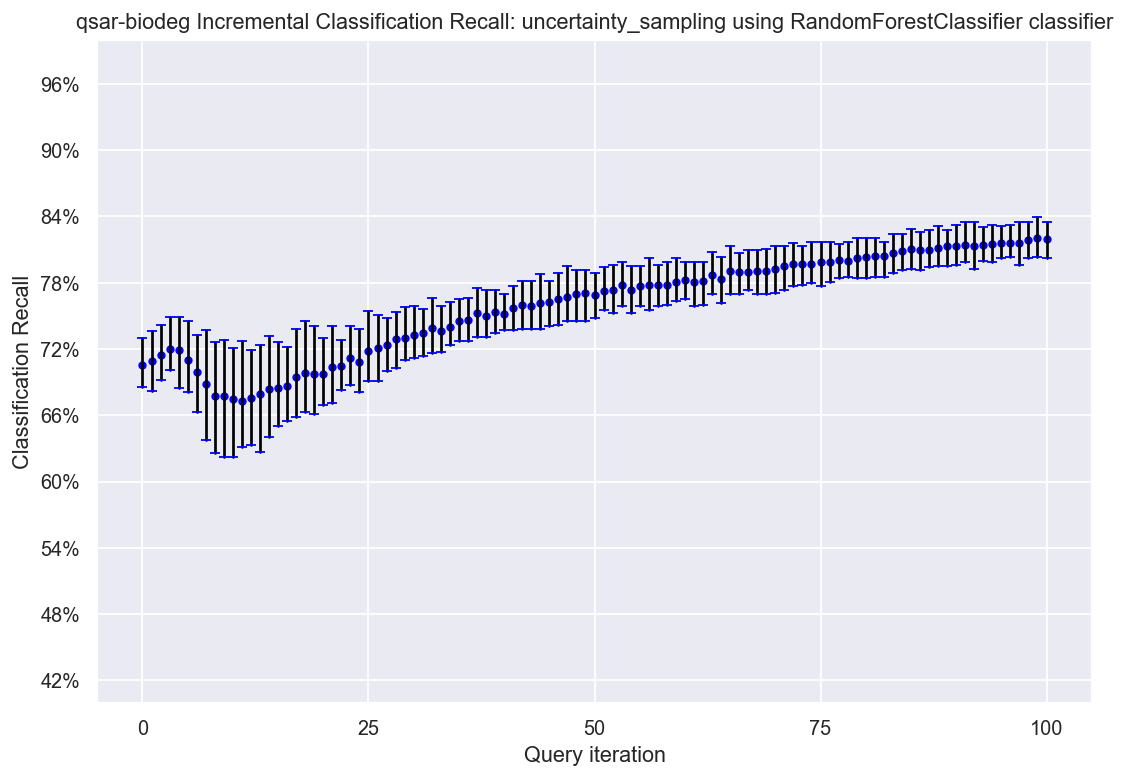 qsar-biodeg Incremental Classification Recall: uncertainty_sampling using RandomForestClassifier classifier
96%
90%
84%
78%
72%
66%
60%
54%
48%
42%
Classification Recall
0 25 50 75 100
Query iteration